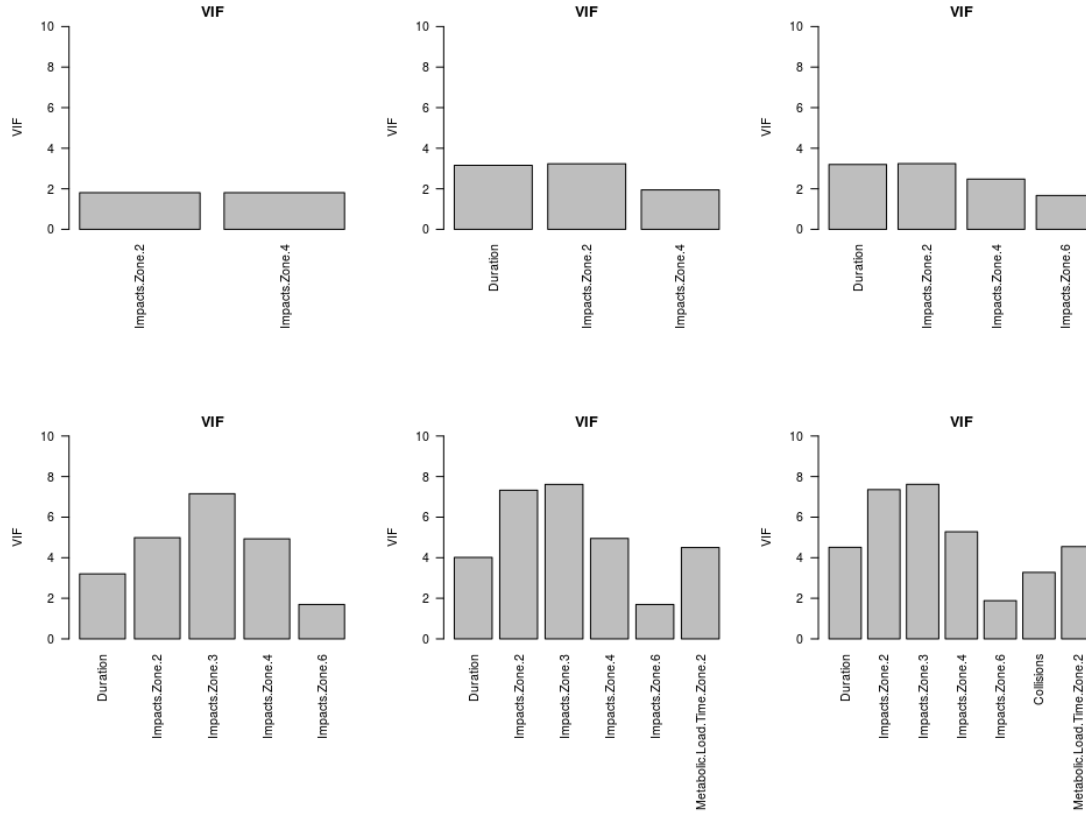 VIF
VIF
10
8
6
4
2
0
Impacts.Zone.2
Impacts.Zone.4
VIF
VIF
10
8
6
4
2
0
Duration
Impacts.Zone.2
Impacts.Zone.4
VIF
VIF
10
8
6
4
2
0
Duration
Impacts.Zone.2
Impacts.Zone.4
Impacts.Zone.6
VIF
VIF
10
8
6
4
2
0
Duration
Impacts.Zone.2
Impacts.Zone.3
Impacts.Zone.4
Impacts.Zone.6
VIF
VIF
10
8
6
4
2
0
Duration
Impacts.Zone.2
Impacts.Zone.3
Impacts.Zone.4
Impacts.Zone.6
Metabolic.Load.Time.Zone.2
VIF
VIF
10
8
6
4
2
0
Duration
Impacts.Zone.2
Impacts.Zone.3
Impacts.Zone.4
Impacts.Zone.6
Collisions
Metabolic.Load.Time.Zone.2